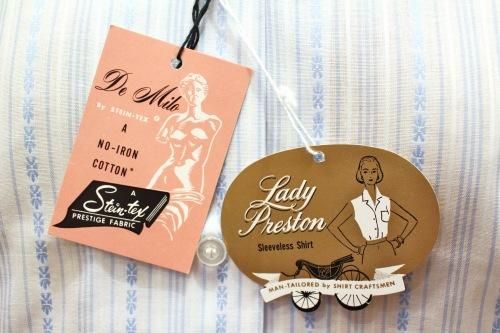 De Milo
By STEIN-TEX ®
A
NO-IRON
COTTON*
A
Stein-tex
PRESTIGE FABRIC
Lady
Preston
Sleeveless Shirt
MAN-TAILORED by SHIRT CRAFTSMEN